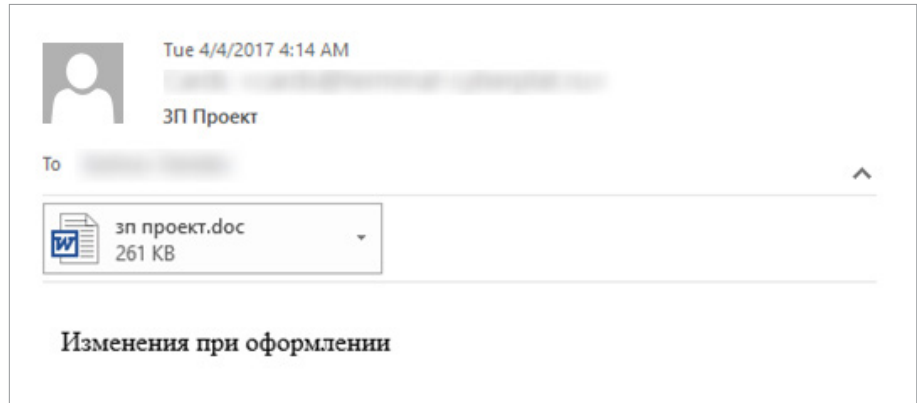 Tue 4/4/2017 4:14 AM
ЗП Проект
To
зп проект.doc
261 KB
Изменения при оформлении